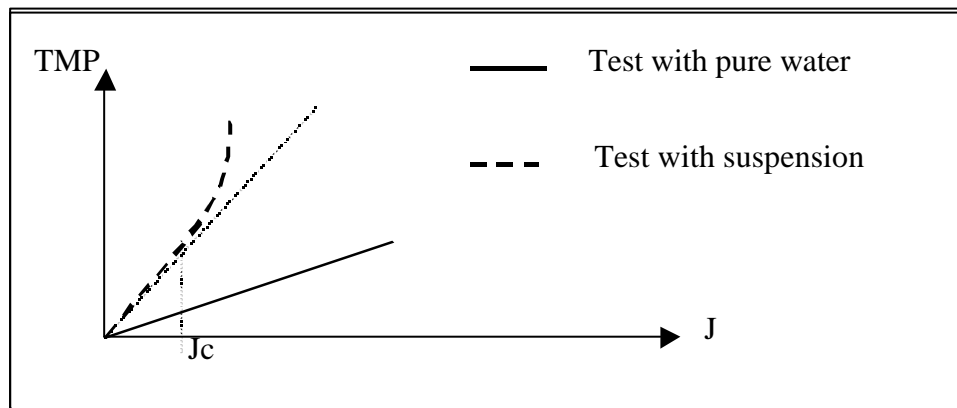 TMP
Test with pure water
Test with suspension
J
Jc